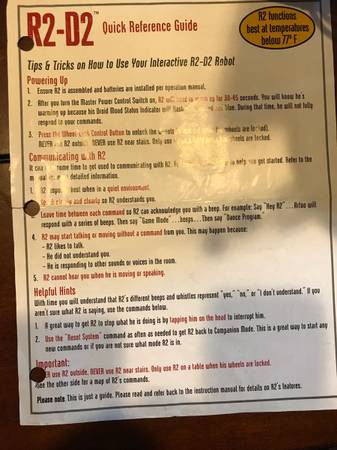 R2-D2™ Quick Reference Guide
R2 functions
best at temperatures
below 77° F
Tips & Tricks on How to Use Your Interactive R2-D2 Robot
Powering Up
1. Ensure R2 is assembled and batteries are installed per operation manual.
2. After you turn the Master Power Control Switch on, R2 will need to warm up for 30-45 seconds. You will know he's
warming up because his Droid Mood Status Indicator will flash blue. During that time, he will not fully
respond to your commands.
3. Press the Wheel Lock Control Button to unlock the wheels are locked).
NEVER use R2 outside. NEVER use near stairs. Only use wheels are locked.
Communicating with R2
It can take some time to get used to communicating with R2. to help you get started. Refer to the
manual for more detailed information.
1. R2 responds best when in a quiet environment.
Speak slowly and clearly so R2 understands you.
Leave time between each command so R2 can acknowledge you with a beep. For example: Say "Hey R2"...Artoo will
respond with a series of beeps. Then say "Game Mode"...beeps....Then say "Dance Program."
4. R2 may start talking or moving without a command from you. This may happen because:
- R2 likes to talk.
- He did not understand you.
- He is responding to other sounds or voices in the room.
5. R2 cannot hear you when he is moving or speaking.
Helpful Hints
With time you will understand that R2's different beeps and whistles represent "yes," "no," or "I don't understand." If you
aren't sure what R2 is saying, use the commands below.
1. A great way to get R2 to stop what he is doing is by tapping him on the head to interrupt him.
2. Use the "Reset System" command as often as needed to get R2 back to Companion Mode. This is a great way to start any
new commands or if you are not sure what mode R2 is in.
Important:
NEVER use R2 outside. NEVER use near stairs. Only use R2 on a table when his wheels are locked.
See the other side for a map of R2's commands.
Please note: This is just a guide. Please read and refer back to the instruction manual for details on R2's features.